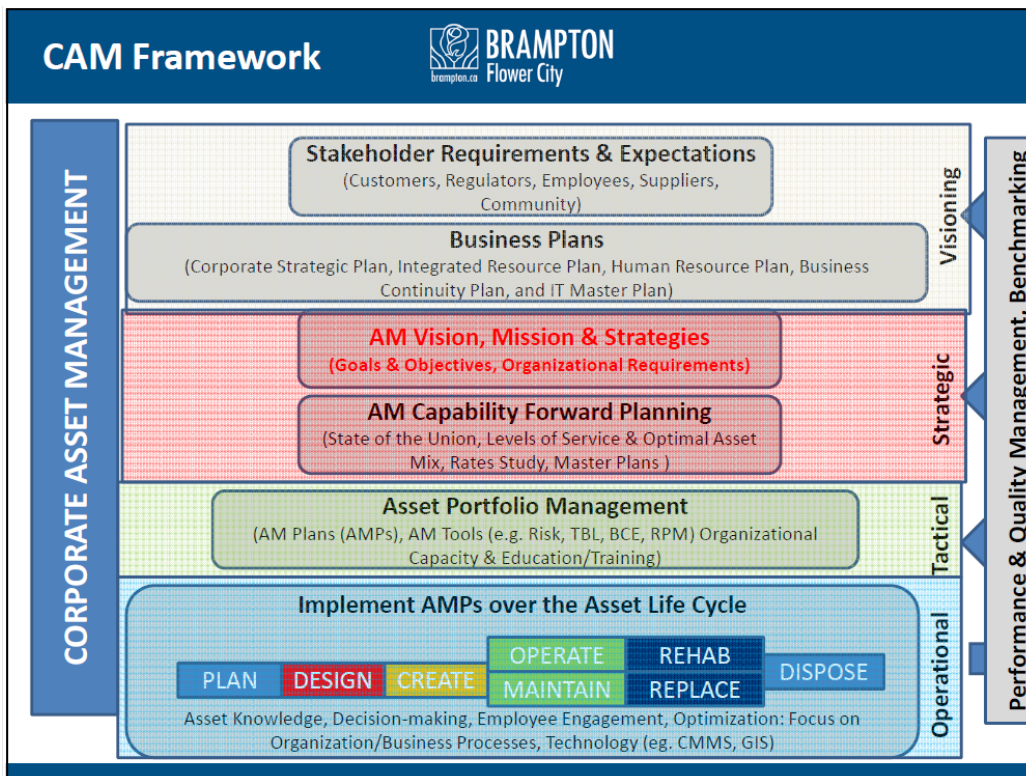 CAM Framework
BRAMPTON
brampton.ca
Flower City
CORPORATE ASSET MANAGEMENT
Stakeholder Requirements & Expectations
(Customers, Regulators, Employees, Suppliers,
Community)
Business Plans
(Corporate Strategic Plan, Integrated Resource Plan, Human Resource Plan, Business
Continuity Plan, and IT Master Plan)
Visioning
AM Vision, Mission & Strategies
(Goals & Objectives, Organizational Requirements)
AM Capability Forward Planning
(State of the Union, Levels of Service & Optimal Asset
Mix, Rates Study, Master Plans )
Strategic
Asset Portfolio Management
(AM Plans (AMPs), AM Tools (e.g. Risk, TBL, BCE, RPM) Organizational
Capacity & Education/Training)
Tactical
Implement AMPs over the Asset Life Cycle
PLAN
DESIGN
CREATE
OPERATE
MAINTAIN
REHAB
REPLACE
DISPOSE
Asset Knowledge, Decision-making, Employee Engagement, Optimization: Focus on
Organization/Business Processes, Technology (eg. CMMS, GIS)
Operational
Performance & Quality Management, Benchmarking